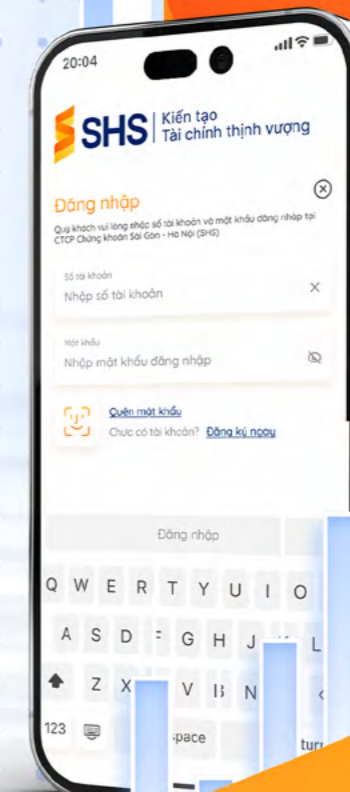 20:04
SHS
Kiến tạo
Tài chính thịnh vượng
Đăng nhập
Quý khách vui lòng nhập số tài khoản và mật khẩu đăng nhập tại
CTCP Chứng khoán Sài Gòn - Hà Nội (SHS)
Số tài khoản
Nhập số tài khoản
Mật khẩu
Nhập mật khẩu đăng nhập
Quên mật khẩu
Chưa có tài khoản? Đăng ký ngay
Đăng nhập
Q W E R T Y U I O
A S D G H J L
Z X V N
123